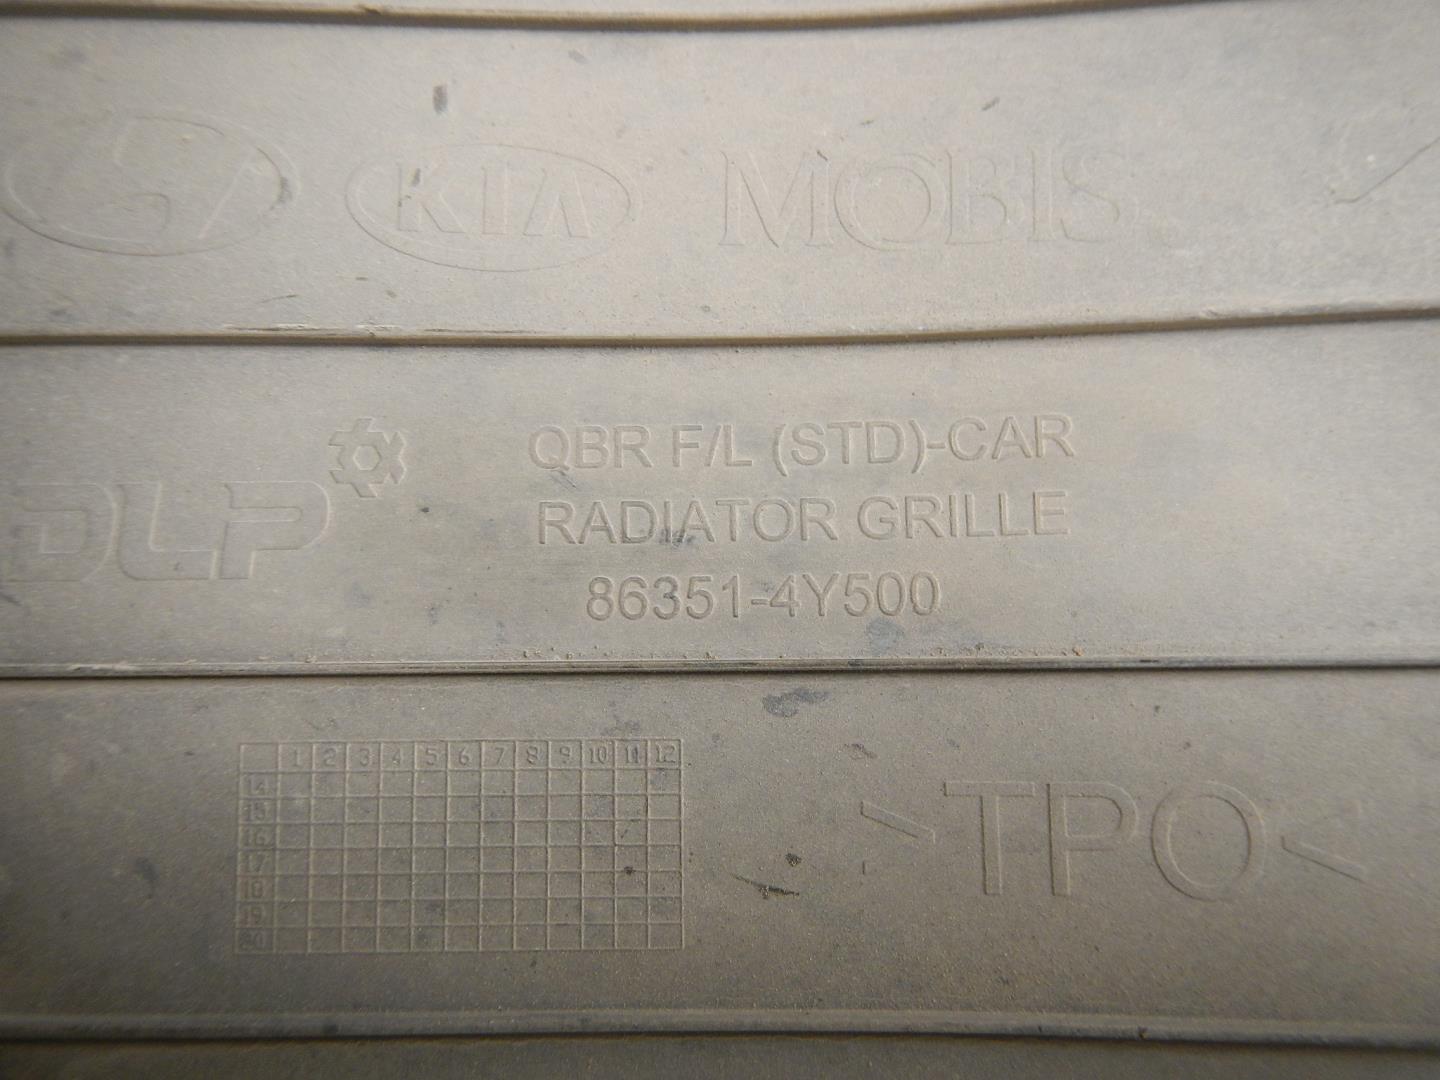 KIA MOBIS
DLP
QBR F/L (STD)-CAR
RADIATOR GRILLE
86351-4Y500
1 2 3 4 5 6 7 8 9 10 11 12
14
15
16
17
18
19
20
>TPO<